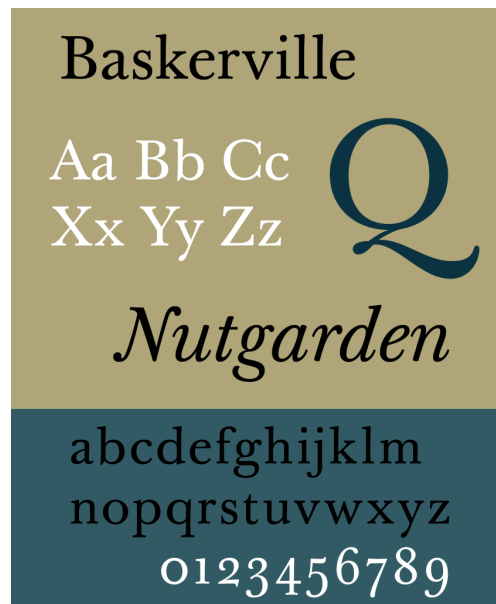 Baskerville
Aa Bb Cc
Xx Yy Zz
Q
Nutgarden
abcdefghijklm
nopqrstuvwxyz
0123456789